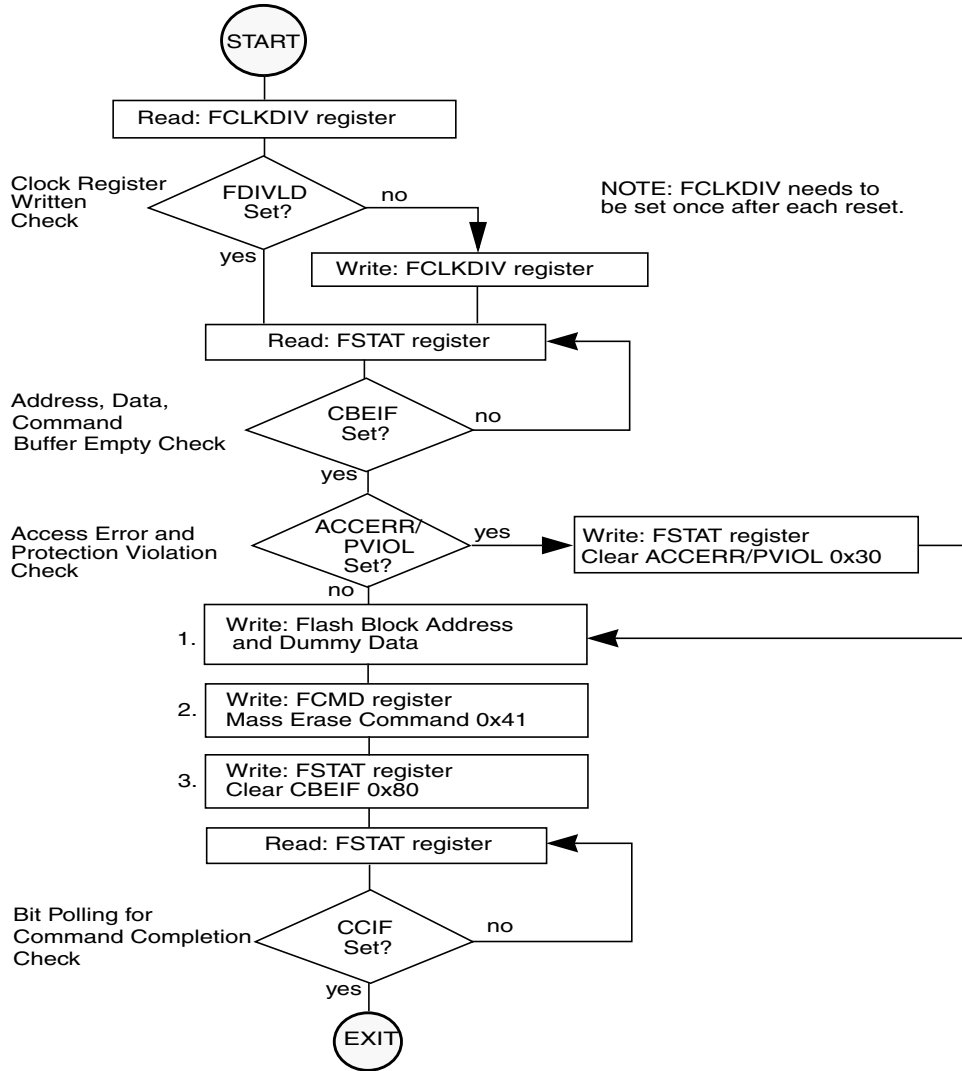 START
Read: FCLKDIV register
Clock Register
Written
Check
FDIVLD
Set?
no
yes
NOTE: FCLKDIV needs to
be set once after each reset.
Write: FCLKDIV register
Read: FSTAT register
Address, Data,
Command
Buffer Empty Check
CBEIF
Set?
no
yes
Access Error and
Protection Violation
Check
ACCERR/
PVIOL
Set?
yes
no
Write: FSTAT register
Clear ACCERR/PVIOL 0x30
1.
Write: Flash Block Address
and Dummy Data
2.
Write: FCMD register
Mass Erase Command 0x41
3.
Write: FSTAT register
Clear CBEIF 0x80
Read: FSTAT register
Bit Polling for
Command Completion
Check
CCIF
Set?
no
yes
EXIT